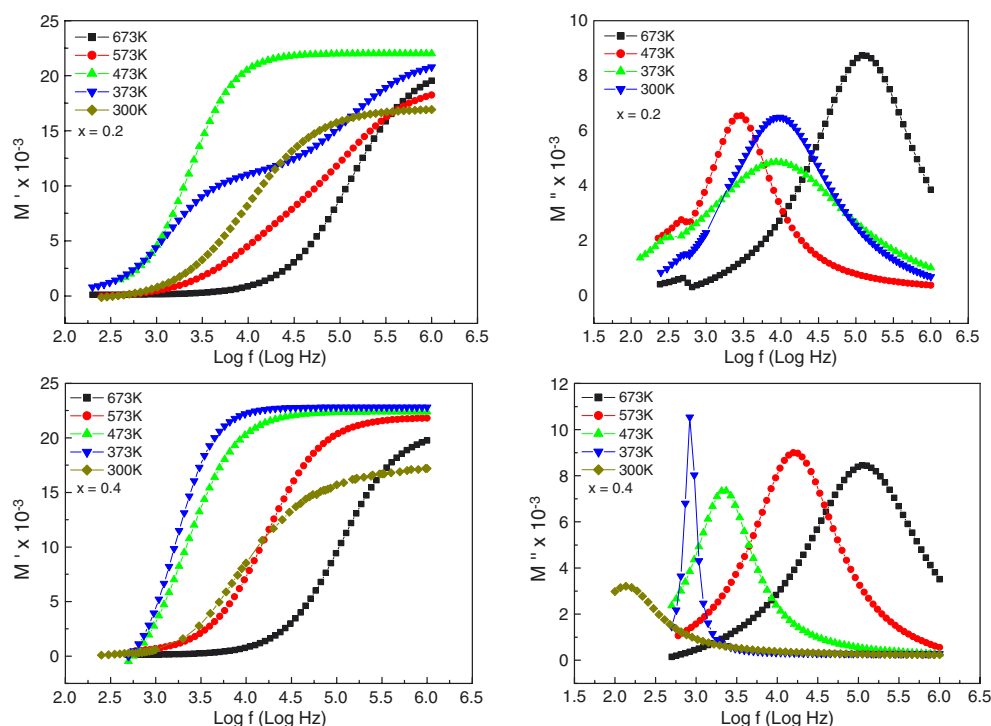 25
20
15
10
5
0
M ' x 10⁻³
673K
573K
473K
373K
300K
x = 0.2
2.0 2.5 3.0 3.5 4.0 4.5 5.0 5.5 6.0 6.5
Log f (Log Hz)
10
8
6
4
2
0
M '' x 10⁻³
673K
473K
373K
300K
x = 0.2
1.5 2.0 2.5 3.0 3.5 4.0 4.5 5.0 5.5 6.0 6.5
Log f (Log Hz)
25
20
15
10
5
0
M ' x 10⁻³
673K
573K
473K
373K
300K
x = 0.4
2.0 2.5 3.0 3.5 4.0 4.5 5.0 5.5 6.0 6.5
Log f (Log Hz)
12
10
8
6
4
2
0
M '' x 10⁻³
673K
573K
473K
373K
300K
x = 0.4
1.5 2.0 2.5 3.0 3.5 4.0 4.5 5.0 5.5 6.0 6.5
Log f (Log Hz)